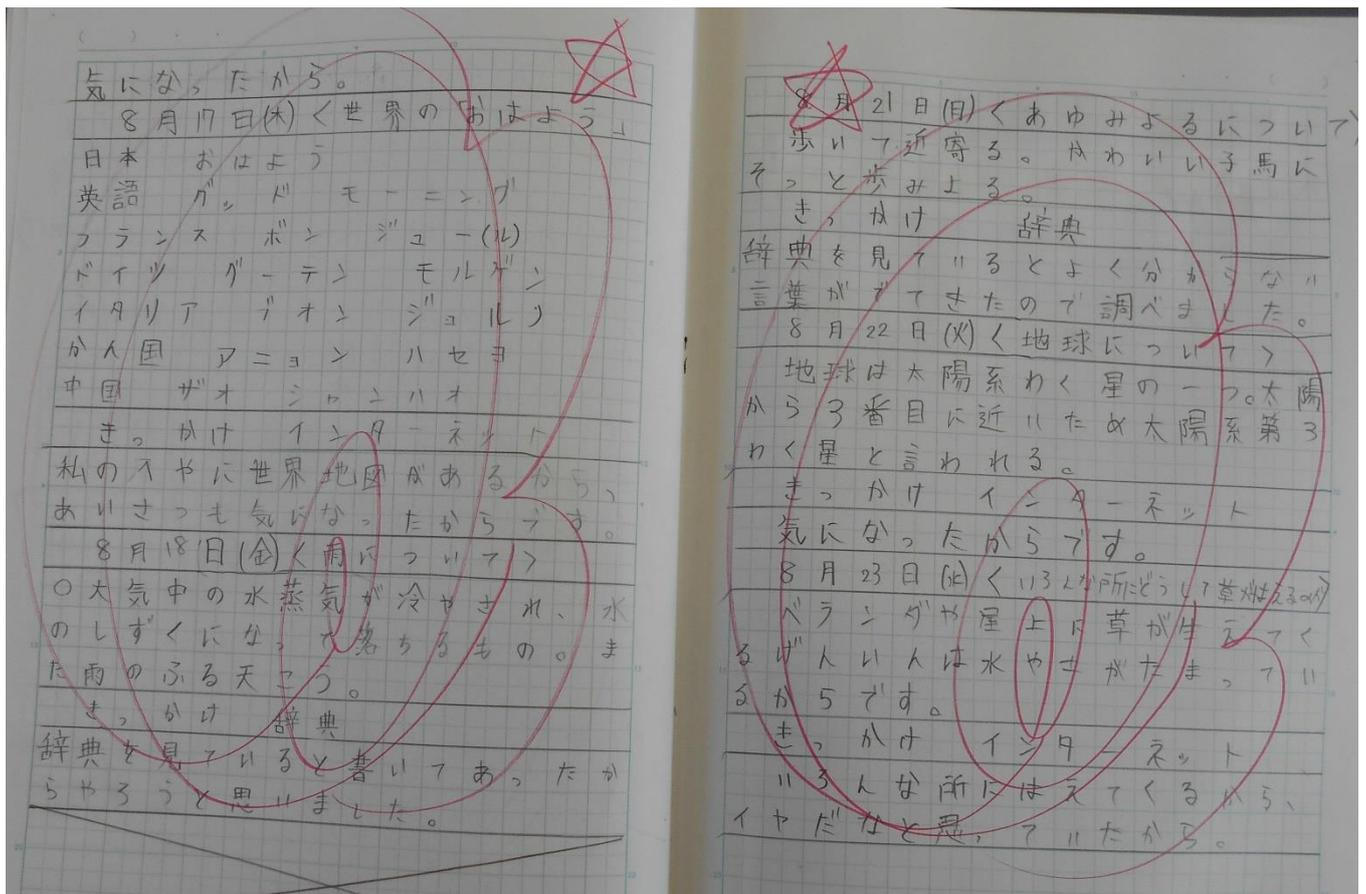 気になったから。
8月17日(木)<世界の「おはよう」
日本 おはよう
英語 グッド モーニング
フランス ボン ジュー(ル)
ドイツ グーテン モルゲン
イタリア ブオン ジョルノ
かん国 アニョン ハセヨ
中国 ザオ シャンハオ
きっかけ インターネット
私のへやに世界地図があるから、
あいさつも気になったからです。
8月18日(金)<雨について>
○大気中の水蒸気が冷やされ、水
のしずくになって落ちるもの。ま
た雨のふる天こう。
きっかけ 辞典
辞典を見ていると書いてあったか
らやろうと思いました。
8月21日(月)<あゆみよるについて>
歩いて近寄る。かわいい子馬に
そっと歩みよる。
きっかけ 辞典
辞典を見ているとよく分からない
言葉がでてきたので調べました。
8月22日(火)<地球について>
地球は太陽系わく星の一つ。太陽
から3番目に近いため太陽系第3
わく星と言われる。
きっかけ インターネット
気になったからです。
8月23日(水)<いろんな所にどうして草がはえるのか>
ベランダや屋上に草が生えてく
るげんいんは水やさがたまってい
るからです。
きっかけ インターネット
いろんな所にはえてくるから、
イヤだなと思っていたから。